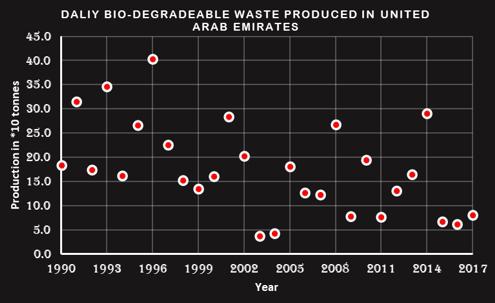 DALIY BIO-DEGRADEABLE WASTE PRODUCED IN UNITED
ARAB EMIRATES
Production in *10 tonnes
45.0
40.0
35.0
30.0
25.0
20.0
15.0
10.0
5.0
0.0
1990 1993 1996 1999 2002 2005 2008 2011 2014 2017
Year